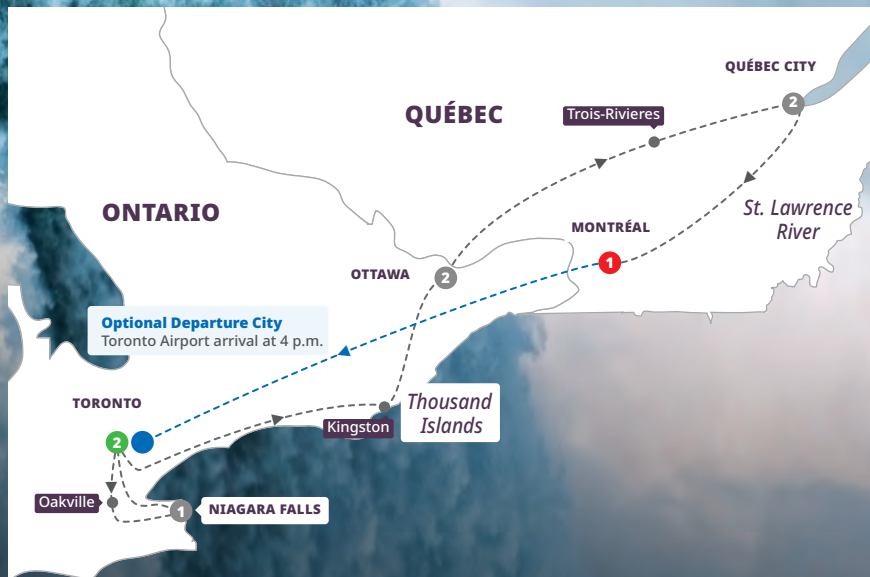 QUÉBEC CITY
2
QUÉBEC
Trois-Rivieres
ONTARIO
St. Lawrence
River
MONTRÉAL
1
OTTAWA
2
Optional Departure City
Toronto Airport arrival at 4 p.m.
TORONTO
2
Thousand
Islands
Kingston
Oakville
1
NIAGARA FALLS